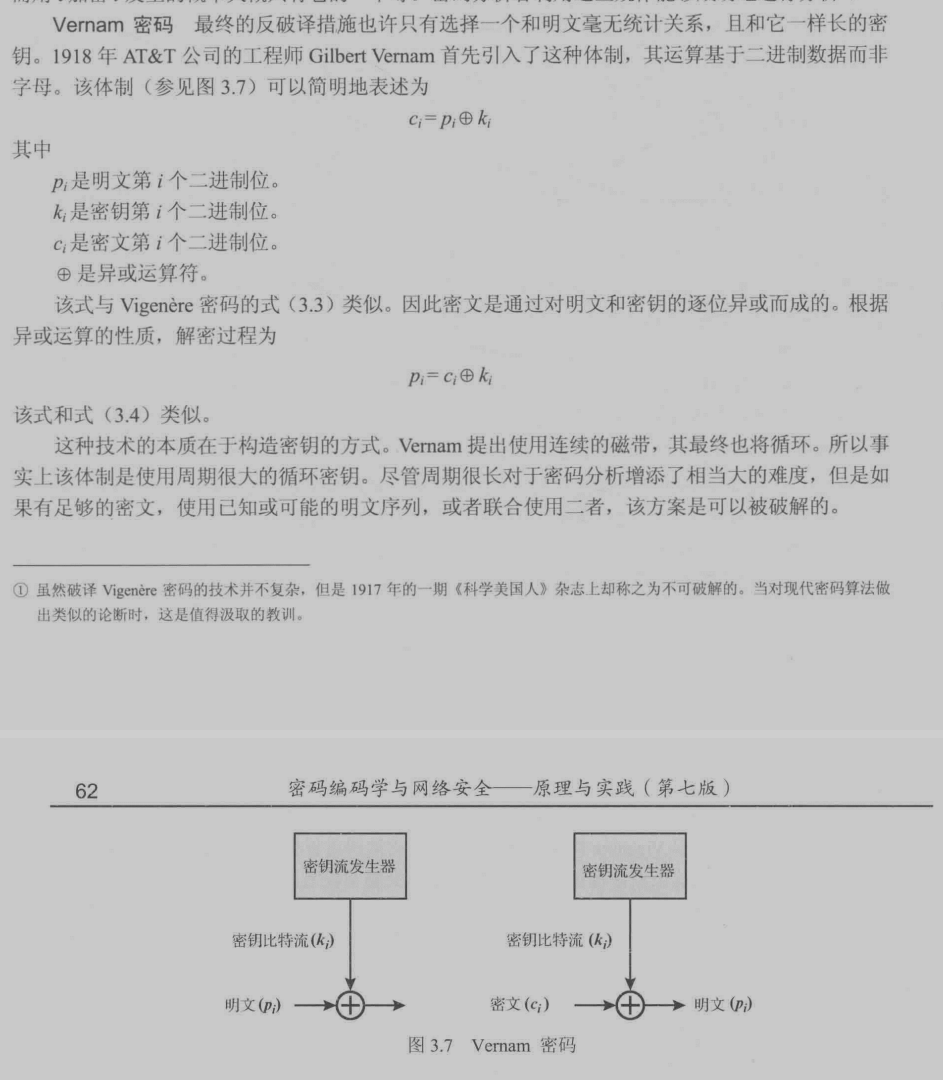 Vernam 密码 最终的反破译措施也许只有选择一个和明文毫无统计关系，且和它一样长的密
钥。1918 年 AT&T 公司的工程师 Gilbert Vernam 首先引入了这种体制，其运算基于二进制数据而非
字母。该体制（参见图 3.7）可以简明地表述为
cᵢ= pᵢ⊕ kᵢ
其中
pᵢ是明文第 i 个二进制位。
kᵢ是密钥第 i 个二进制位。
cᵢ是密文第 i 个二进制位。
⊕ 是异或运算符。
该式与 Vigenère 密码的式（3.3）类似。因此密文是通过对明文和密钥的逐位异或而成的。根据
异或运算的性质，解密过程为
pᵢ= cᵢ⊕ kᵢ
该式和式（3.4）类似。
这种技术的本质在于构造密钥的方式。Vernam 提出使用连续的磁带，其最终也将循环。所以事
实上该体制是使用周期很大的循环密钥。尽管周期很长对于密码分析增添了相当大的难度，但是如
果有足够的密文，使用已知或可能的明文序列，或者联合使用二者，该方案是可以被破解的。
① 虽然破译 Vigenère 密码的技术并不复杂，但是 1917 年的一期《科学美国人》杂志上却称之为不可破解的。当对现代密码算法做
出类似的论断时，这是值得汲取的教训。
62 密码编码学与网络安全——原理与实践（第七版）
密钥流发生器 密钥流发生器
密钥比特流(kᵢ) 密钥比特流 (kᵢ)
明文(pᵢ) 密文(cᵢ) 明文(pᵢ)
图 3.7 Vernam 密码